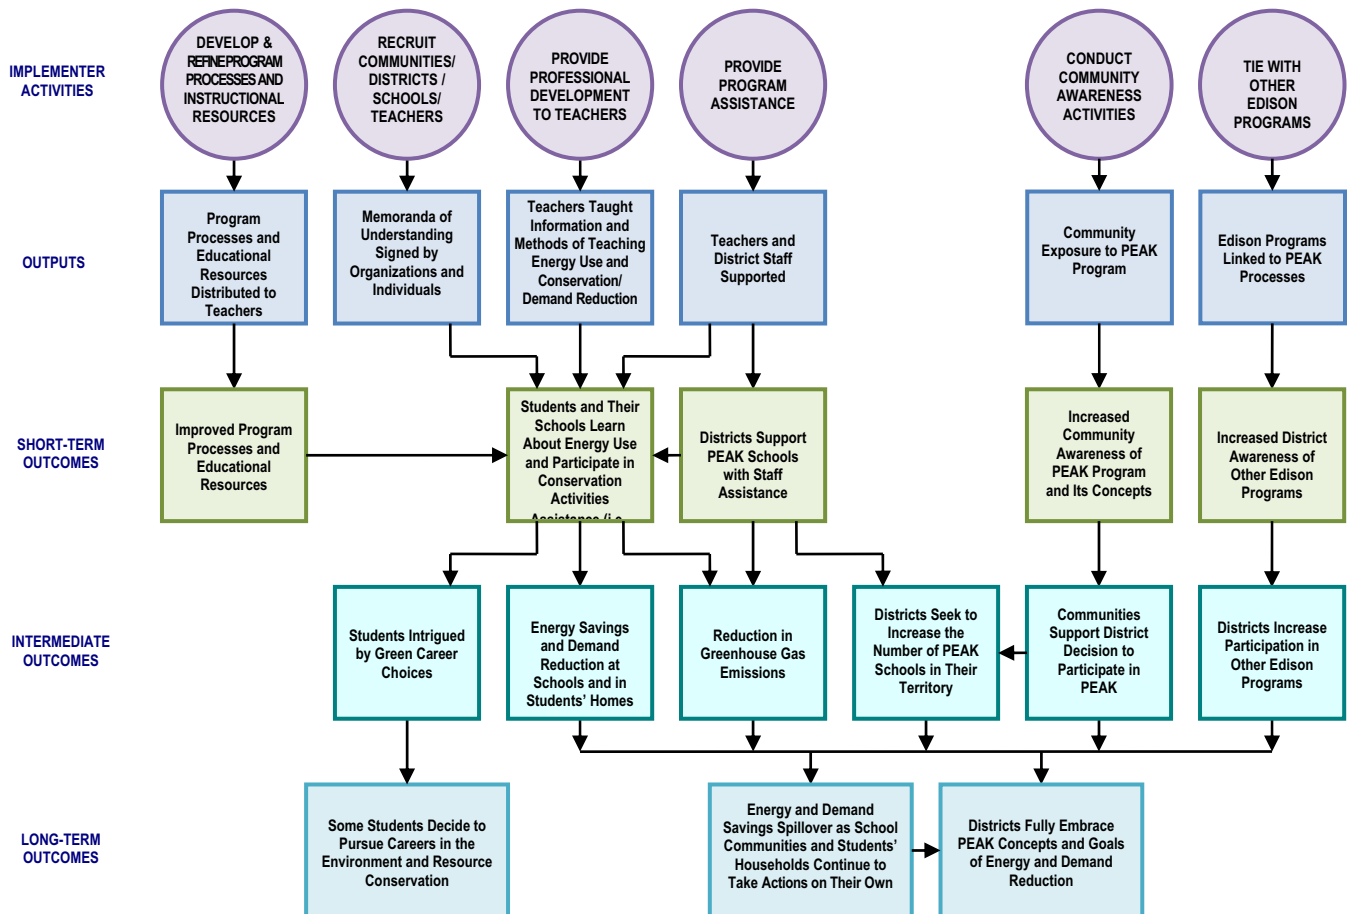 IMPLEMENTER
ACTIVITIES
DEVELOP &
REFINE PROGRAM
PROCESSES AND
INSTRUCTIONAL
RESOURCES
RECRUIT
COMMUNITIES/
DISTRICTS /
SCHOOLS/
TEACHERS
PROVIDE
PROFESSIONAL
DEVELOPMENT
TO TEACHERS
PROVIDE
PROGRAM
ASSISTANCE
CONDUCT
COMMUNITY
AWARENESS
ACTIVITIES
TIE WITH
OTHER
EDISON
PROGRAMS
OUTPUTS
Program
Processes and
Educational
Resources
Distributed to
Teachers
Memoranda of
Understanding
Signed by
Organizations and
Individuals
Teachers Taught
Information and
Methods of Teaching
Energy Use and
Conservation/
Demand Reduction
Teachers and
District Staff
Supported
Community
Exposure to PEAK
Program
Edison Programs
Linked to PEAK
Processes
SHORT-TERM
OUTCOMES
Improved Program
Processes and
Educational
Resources
Students and Their
Schools Learn
About Energy Use
and Participate in
Conservation
Activities
Assistance (i.e.
Districts Support
PEAK Schools
with Staff
Assistance
Increased
Community
Awareness of
PEAK Program
and Its Concepts
Increased District
Awareness of
Other Edison
Programs
INTERMEDIATE
OUTCOMES
Students Intrigued
by Green Career
Choices
Energy Savings
and Demand
Reduction at
Schools and in
Students' Homes
Reduction in
Greenhouse Gas
Emissions
Districts Seek to
Increase the
Number of PEAK
Schools in Their
Territory
Communities
Support District
Decision to
Participate in
PEAK
Districts Increase
Participation in
Other Edison
Programs
LONG-TERM
OUTCOMES
Some Students Decide to
Pursue Careers in the
Environment and Resource
Conservation
Energy and Demand
Savings Spillover as School
Communities and Students'
Households Continue to
Take Actions on Their Own
Districts Fully Embrace
PEAK Concepts and Goals
of Energy and Demand
Reduction